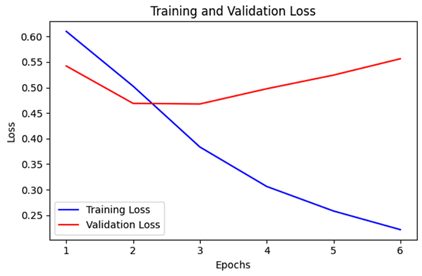 Training and Validation Loss
Loss
0.60
0.55
0.50
0.45
0.40
0.35
0.30
0.25
Training Loss
Validation Loss
1 2 3 4 5 6
Epochs